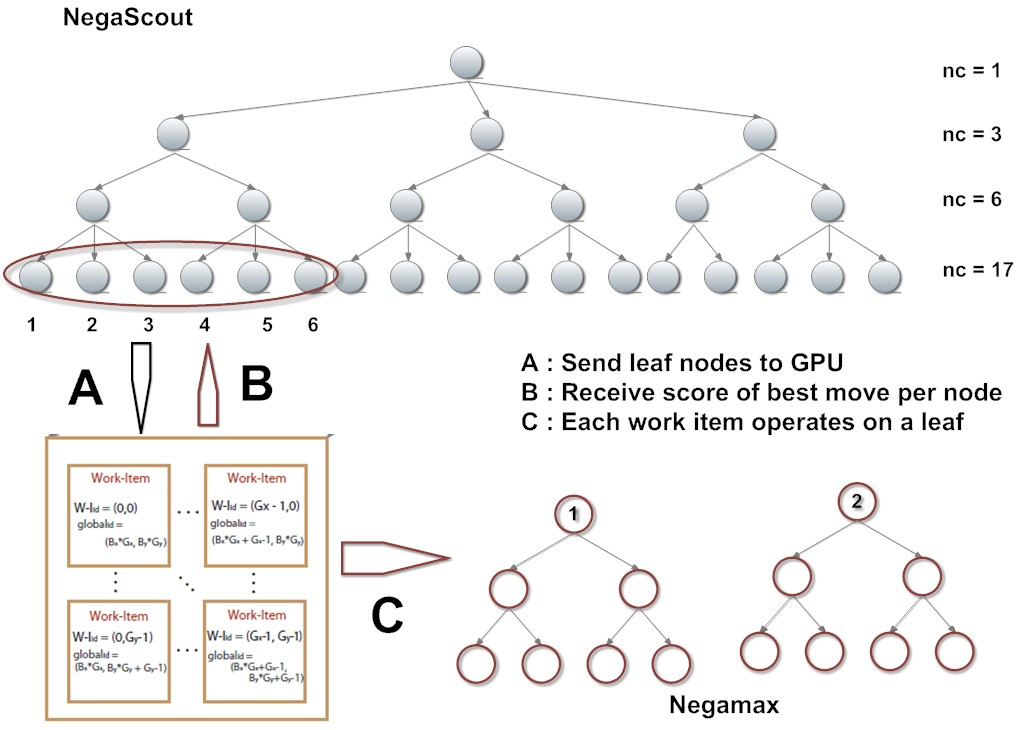 NegaScout
nc = 1
nc = 3
nc = 6
nc = 17
1 2 3 4 5 6
A
B
A : Send leaf nodes to GPU
B : Receive score of best move per node
C : Each work item operates on a leaf
Work-Item
W-Iid = (0,0)
globalid =
(Bx*Gx, By*Gy)
...
Work-Item
W-Iid = (Gx - 1,0)
globalid =
(Bx*Gx + Gx-1, By*Gy)
Work-Item
W-Iid = (0,Gy-1)
globalid =
(Bx*Gx, By*Gy + Gy-1)
...
Work-Item
W-Iid = (Gx-1, Gy-1)
globalid =
(Bx*Gx+Gx-1,
By*Gy+Gy-1)
C
1
2
Negamax